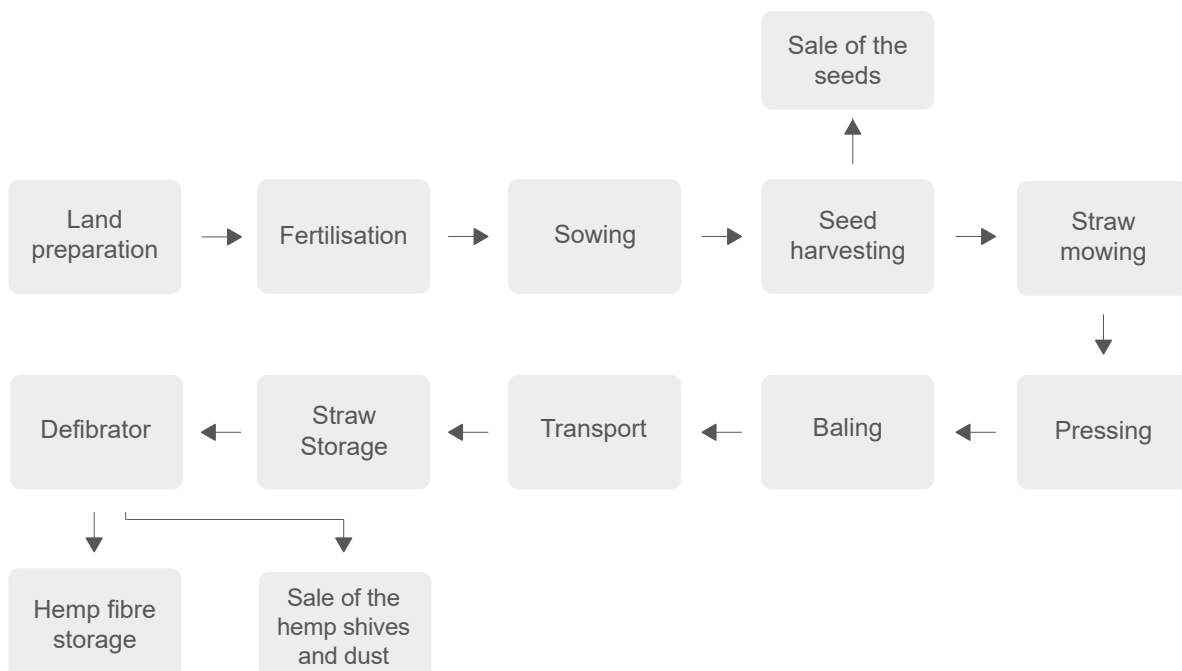 Sale of the
seeds
Land
preparation
Fertilisation
Sowing
Seed
harvesting
Straw
mowing
Defibrator
Straw
Storage
Transport
Baling
Pressing
Hemp fibre
storage
Sale of the
hemp shives
and dust